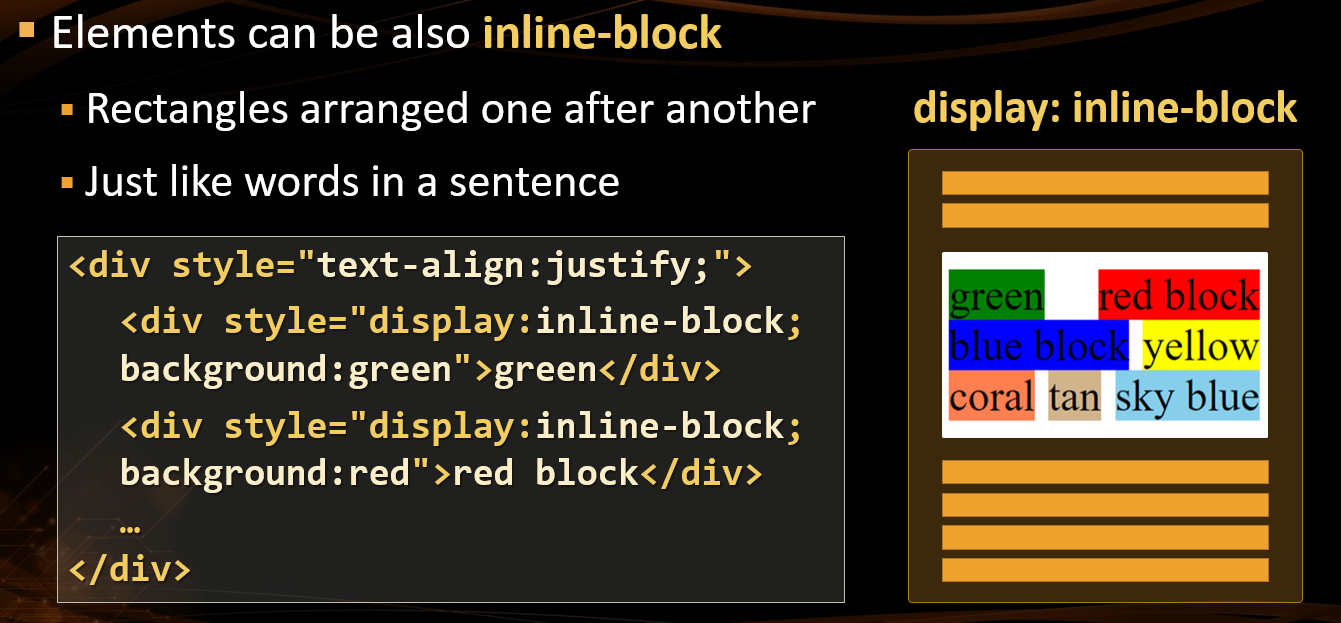 Elements can be also inline-block
Rectangles arranged one after another
Just like words in a sentence
<div style="text-align:justify;">
<div style="display:inline-block;
background:green">green</div>
<div style="display:inline-block;
background:red">red block</div>
…
</div>
display: inline-block
green red block
blue block yellow
coral tan sky blue